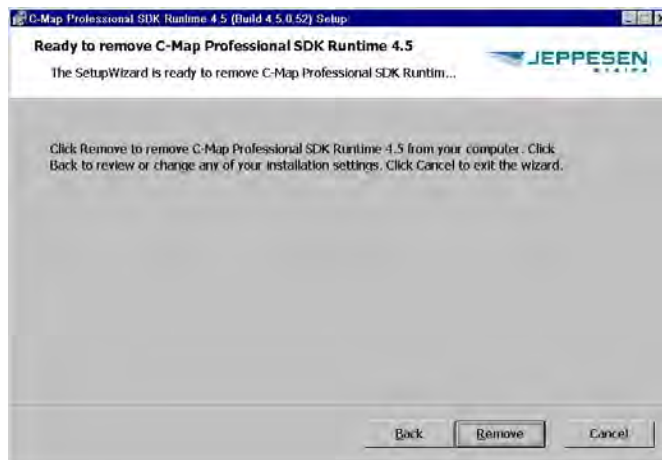 C-Map Professional SDK Runtime 4.5 (Build 4.5.0.52) Setup
Ready to remove C-Map Professional SDK Runtime 4.5
The SetupWizard is ready to remove C-Map Professional SDK Runtim...
JEPPESEN
MARINE
Click Remove to remove C-Map Professional SDK Runtime 4.5 from your computer. Click
Back to review or change any of your installation settings. Click Cancel to exit the wizard.
Back
Remove
Cancel